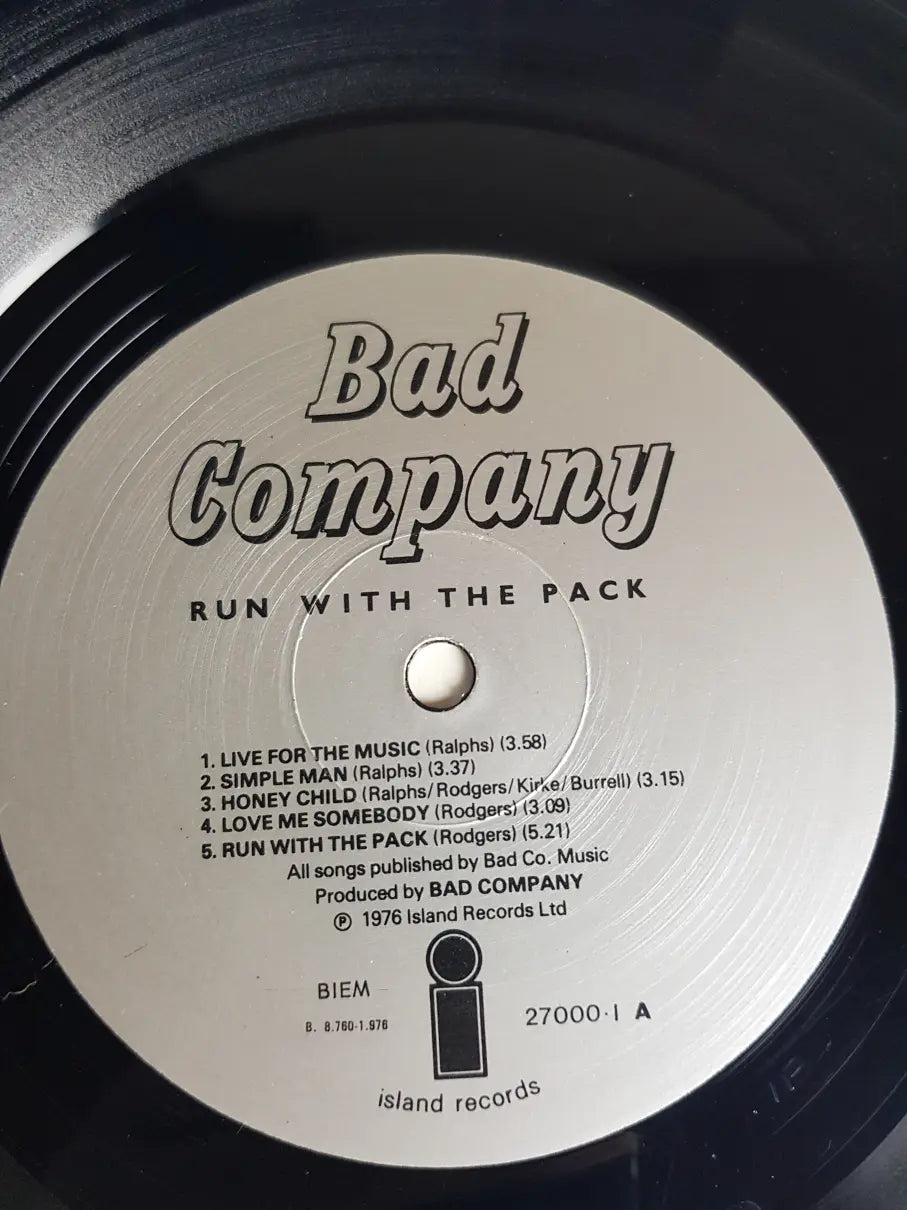 Bad
Company
RUN WITH THE PACK
1. LIVE FOR THE MUSIC (Ralphs) (3.58)
2. SIMPLE MAN (Ralphs) (3.37)
3. HONEY CHILD (Ralphs/Rodgers/Kirke/Burrell) (3.15)
4. LOVE ME SOMEBODY (Rodgers) (3.09)
5. RUN WITH THE PACK (Rodgers) (5.21)
All songs published by Bad Co. Music
Produced by BAD COMPANY
℗ 1976 Island Records Ltd
BIEM
B. 8.760-1.976
27000·I A
island records